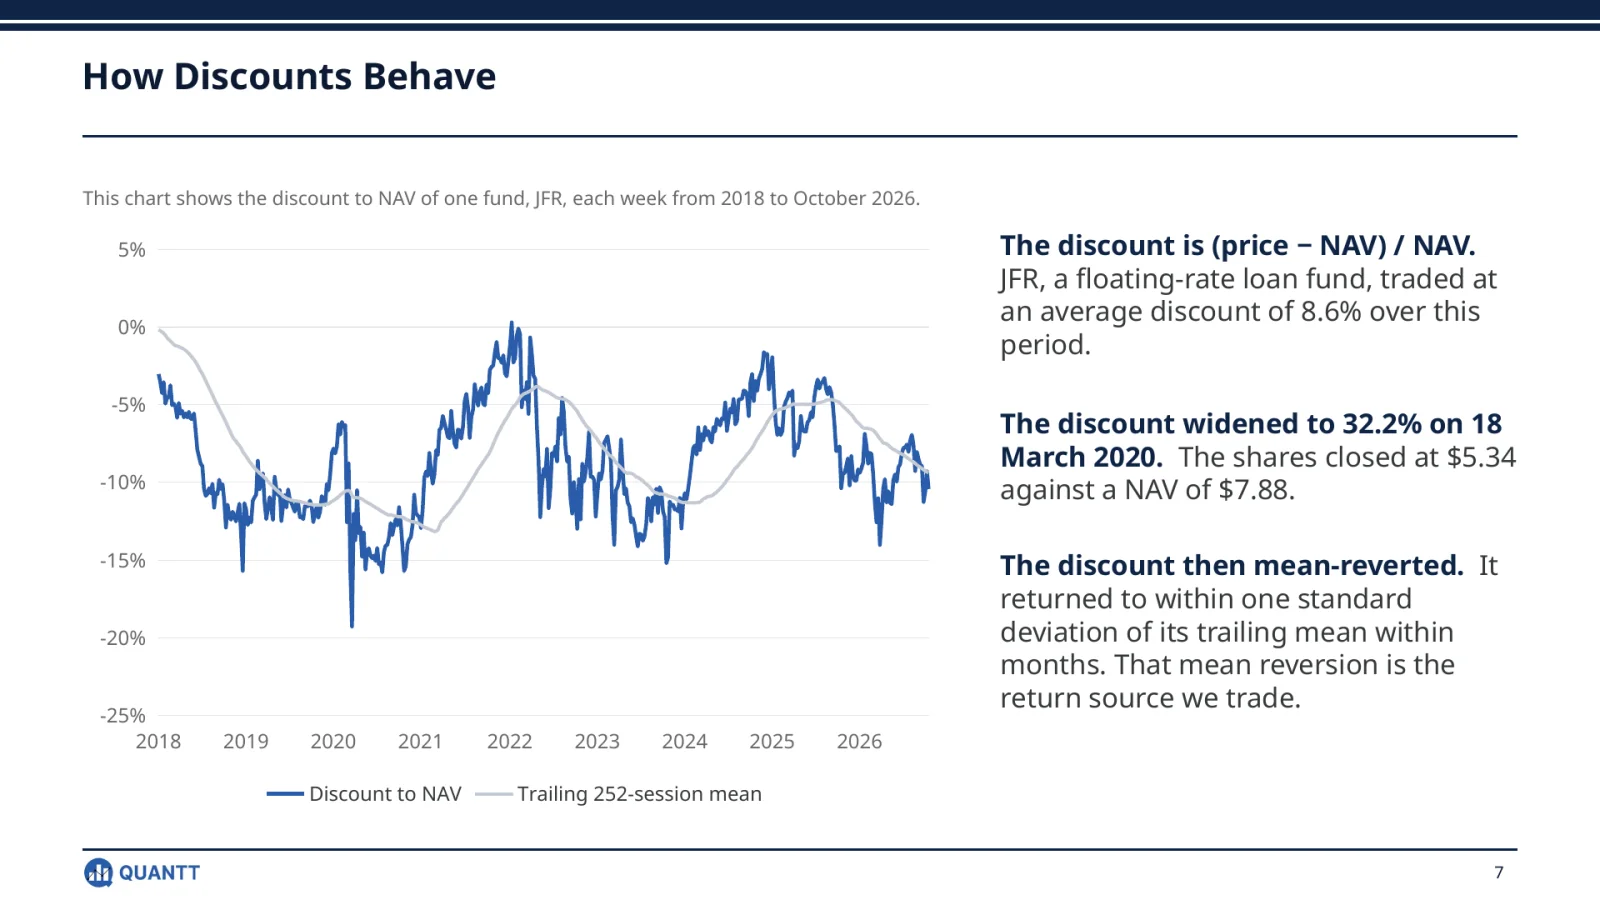 How Discounts Behave
This chart shows the discount to NAV of one fund, JFR, each week from 2018 to October 2026.
5%
0%
-5%
-10%
-15%
-20%
-25%
2018 2019 2020 2021 2022 2023 2024 2025 2026
Discount to NAV Trailing 252-session mean
The discount is (price − NAV) / NAV.
JFR, a floating-rate loan fund, traded at
an average discount of 8.6% over this
period.
The discount widened to 32.2% on 18
March 2020. The shares closed at $5.34
against a NAV of $7.88.
The discount then mean-reverted. It
returned to within one standard
deviation of its trailing mean within
months. That mean reversion is the
return source we trade.
QUANTT
7